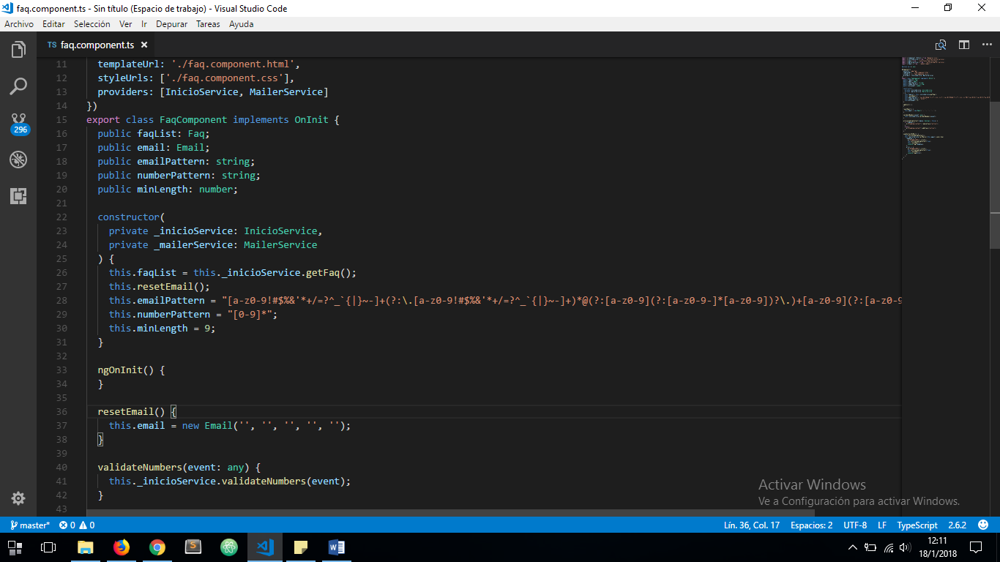 faq.component.ts - Sin título (Espacio de trabajo) - Visual Studio Code
Archivo Editar Selección Ver Ir Depurar Tareas Ayuda
TS faq.component.ts
296
11 templateUrl: './faq.component.html',
12 styleUrls: ['./faq.component.css'],
13 providers: [InicioService, MailerService]
14 })
15 export class FaqComponent implements OnInit {
16 public faqList: Faq;
17 public email: Email;
18 public emailPattern: string;
19 public numberPattern: string;
20 public minLength: number;
21
22 constructor(
23 private _inicioService: InicioService,
24 private _mailerService: MailerService
25 ) {
26 this.faqList = this._inicioService.getFaq();
27 this.resetEmail();
28 this.emailPattern = "[a-z0-9!#$%&'*+/=?^_`{|}~-]+(?:\.[a-z0-9!#$%&'*+/=?^_`{|}~-]+)*@(?:[a-z0-9](?:[a-z0-9-]*[a-z0-9])?\.)+[a-z0-9](?:[a-z0-9
29 this.numberPattern = "[0-9]*";
30 this.minLength = 9;
31 }
32
33 ngOnInit() {
34 }
35
36 resetEmail() {
37 this.email = new Email('', '', '', '', '');
38 }
39
40 validateNumbers(event: any) {
41 this._inicioService.validateNumbers(event);
42 }
43
Activar Windows
Ve a Configuración para activar Windows.
master* 0 0 Lín. 36, Col. 17 Espacios: 2 UTF-8 LF TypeScript 2.6.2
12:11
18/1/2018